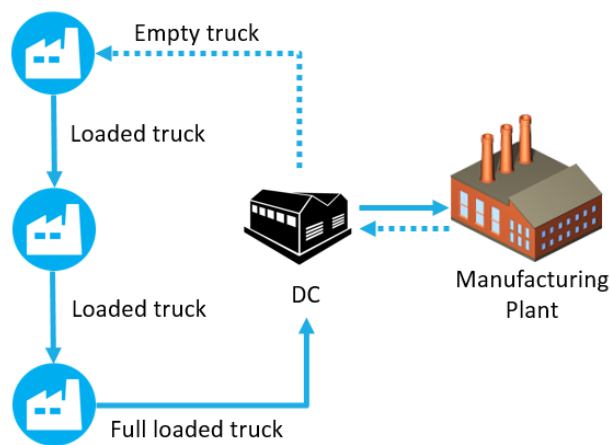 Empty truck
Loaded truck
DC
Manufacturing
Plant
Loaded truck
Full loaded truck